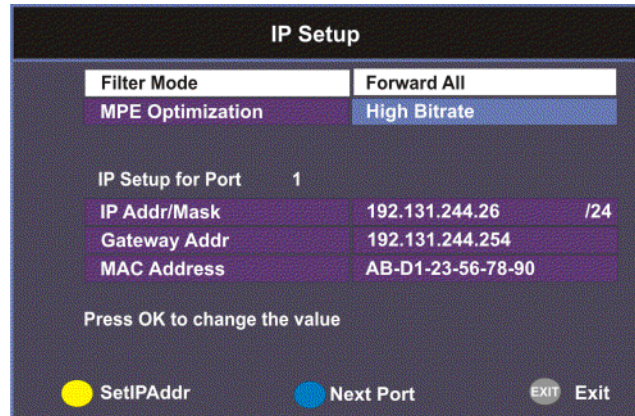 IP Setup
Filter Mode Forward All
MPE Optimization High Bitrate
IP Setup for Port 1
IP Addr/Mask 192.131.244.26 /24
Gateway Addr 192.131.244.254
MAC Address AB-D1-23-56-78-90
Press OK to change the value
SetIPAddr Next Port EXIT Exit